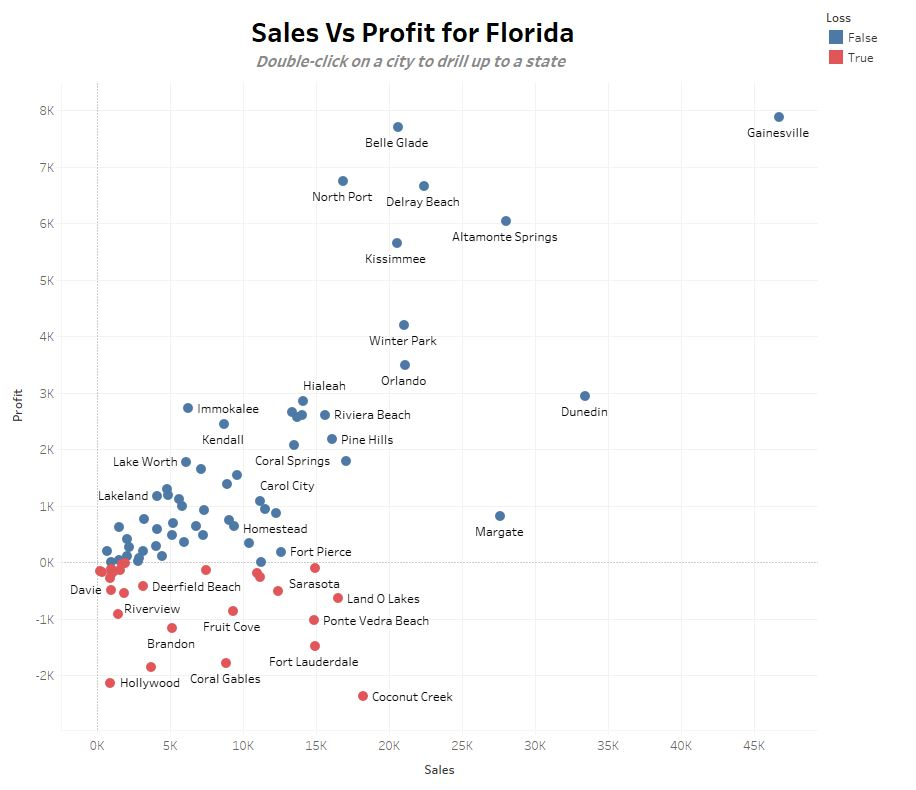 Sales Vs Profit for Florida
Double-click on a city to drill up to a state
Loss
False
True
8K
7K
6K
5K
4K
3K
2K
1K
0K
-1K
-2K
Profit
Gainesville
Belle Glade
North Port
Delray Beach
Altamonte Springs
Kissimmee
Winter Park
Orlando
Hialeah
Immokalee
Riviera Beach
Dunedin
Kendall
Pine Hills
Lake Worth
Coral Springs
Carol City
Lakeland
Homestead
Margate
Fort Pierce
Sarasota
Davie
Deerfield Beach
Land O Lakes
Riverview
Fruit Cove
Ponte Vedra Beach
Brandon
Fort Lauderdale
Hollywood
Coral Gables
Coconut Creek
0K
5K
10K
15K
20K
25K
30K
35K
40K
45K
Sales